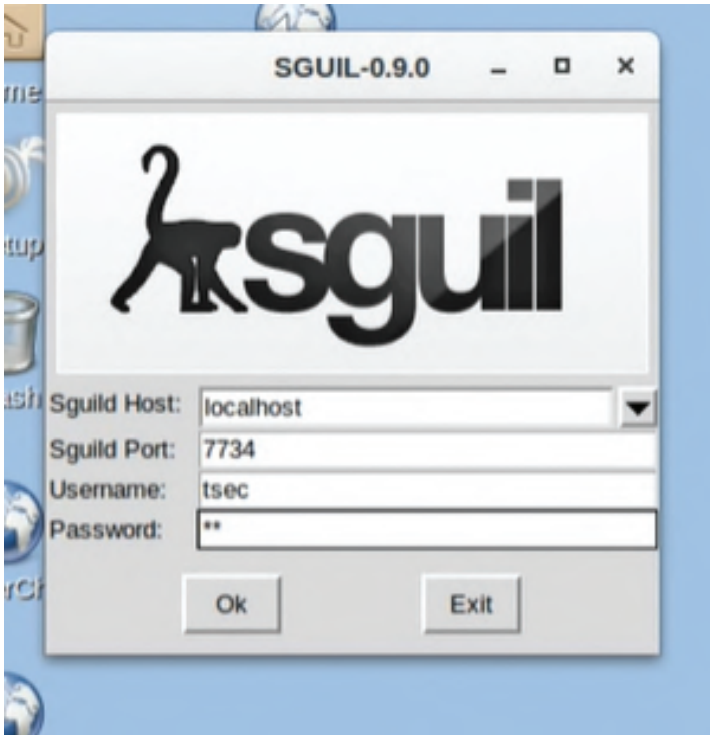 SGUIL-0.9.0
sguil
Sguild Host: localhost
Sguild Port: 7734
Username: tsec
Password: **
Ok Exit